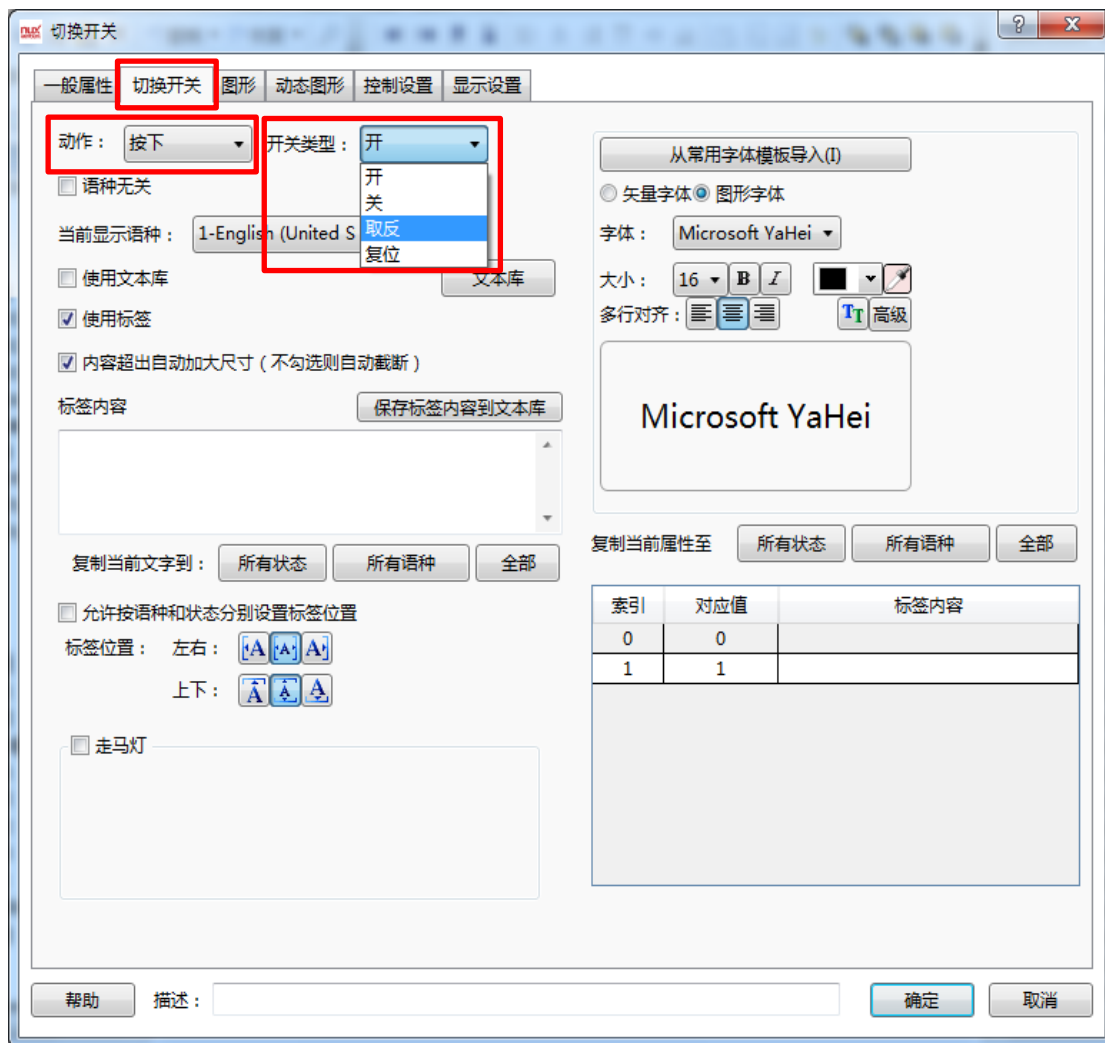 切换开关
一般属性 切换开关 图形 动态图形 控制设置 显示设置
动作： 按下 开关类型： 开
开
关
取反
复位
语种无关
当前显示语种： 1-English (United S
使用文本库 文本库
使用标签
内容超出自动加大尺寸（不勾选则自动截断）
标签内容 保存标签内容到文本库
复制当前文字到： 所有状态 所有语种 全部
允许按语种和状态分别设置标签位置
标签位置： 左右：
上下：
走马灯
从常用字体模板导入(I)
矢量字体 图形字体
字体： Microsoft YaHei
大小： 16 B I
多行对齐： 高级
Microsoft YaHei
复制当前属性至 所有状态 所有语种 全部
索引 对应值 标签内容
0 0
1 1
帮助 描述： 确定 取消